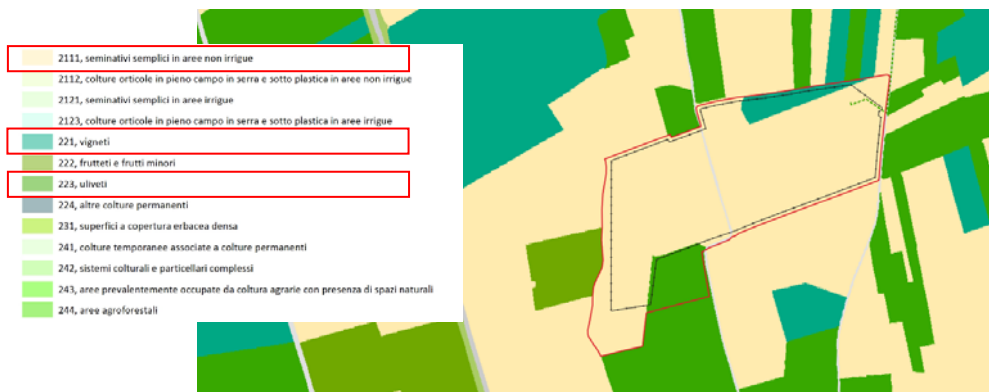 2111, seminativi semplici in aree non irrigue
2112, colture orticole in pieno campo in serra e sotto plastica in aree non irrigue
2121, seminativi semplici in aree irrigue
2123, colture orticole in pieno campo in serra e sotto plastica in aree irrigue
221, vigneti
222, frutteti e frutti minori
223, uliveti
224, altre colture permanenti
231, superfici a copertura erbacea densa
241, colture temporanee associate a colture permanenti
242, sistemi colturali e particellari complessi
243, aree prevalentemente occupate da coltura agrarie con presenza di spazi naturali
244, aree agroforestali